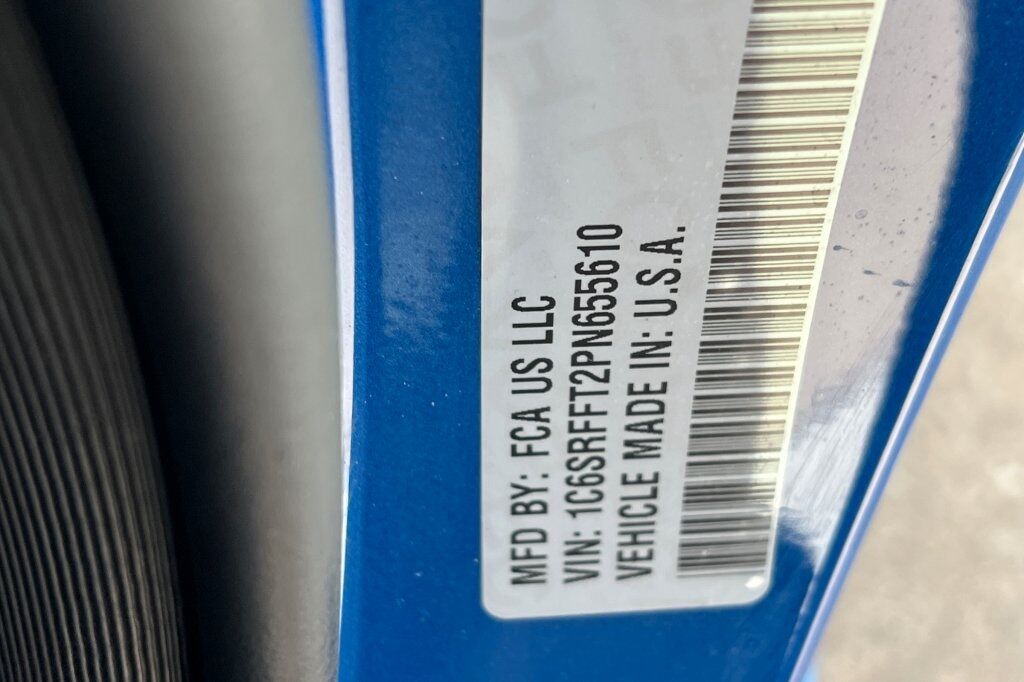 MFD BY: FCA US LLC
VIN: 1C6SRFFT2PN655610
VEHICLE MADE IN: U.S.A.